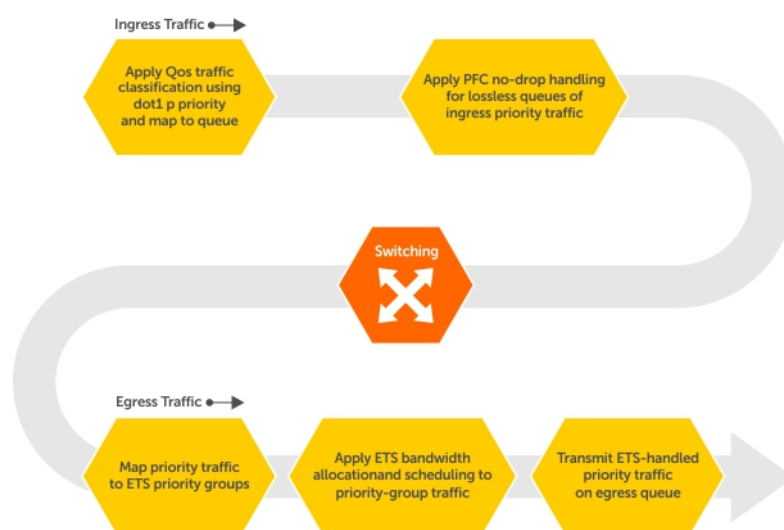 Ingress Traffic
Apply Qos traffic
classification using
dot1 p priority
and map to queue
Apply PFC no-drop handling
for lossless queues of
ingress priority traffic
Switching
Egress Traffic
Map priority traffic
to ETS priority groups
Apply ETS bandwidth
allocationand scheduling to
priority-group traffic
Transmit ETS-handled
priority traffic
on egress queue